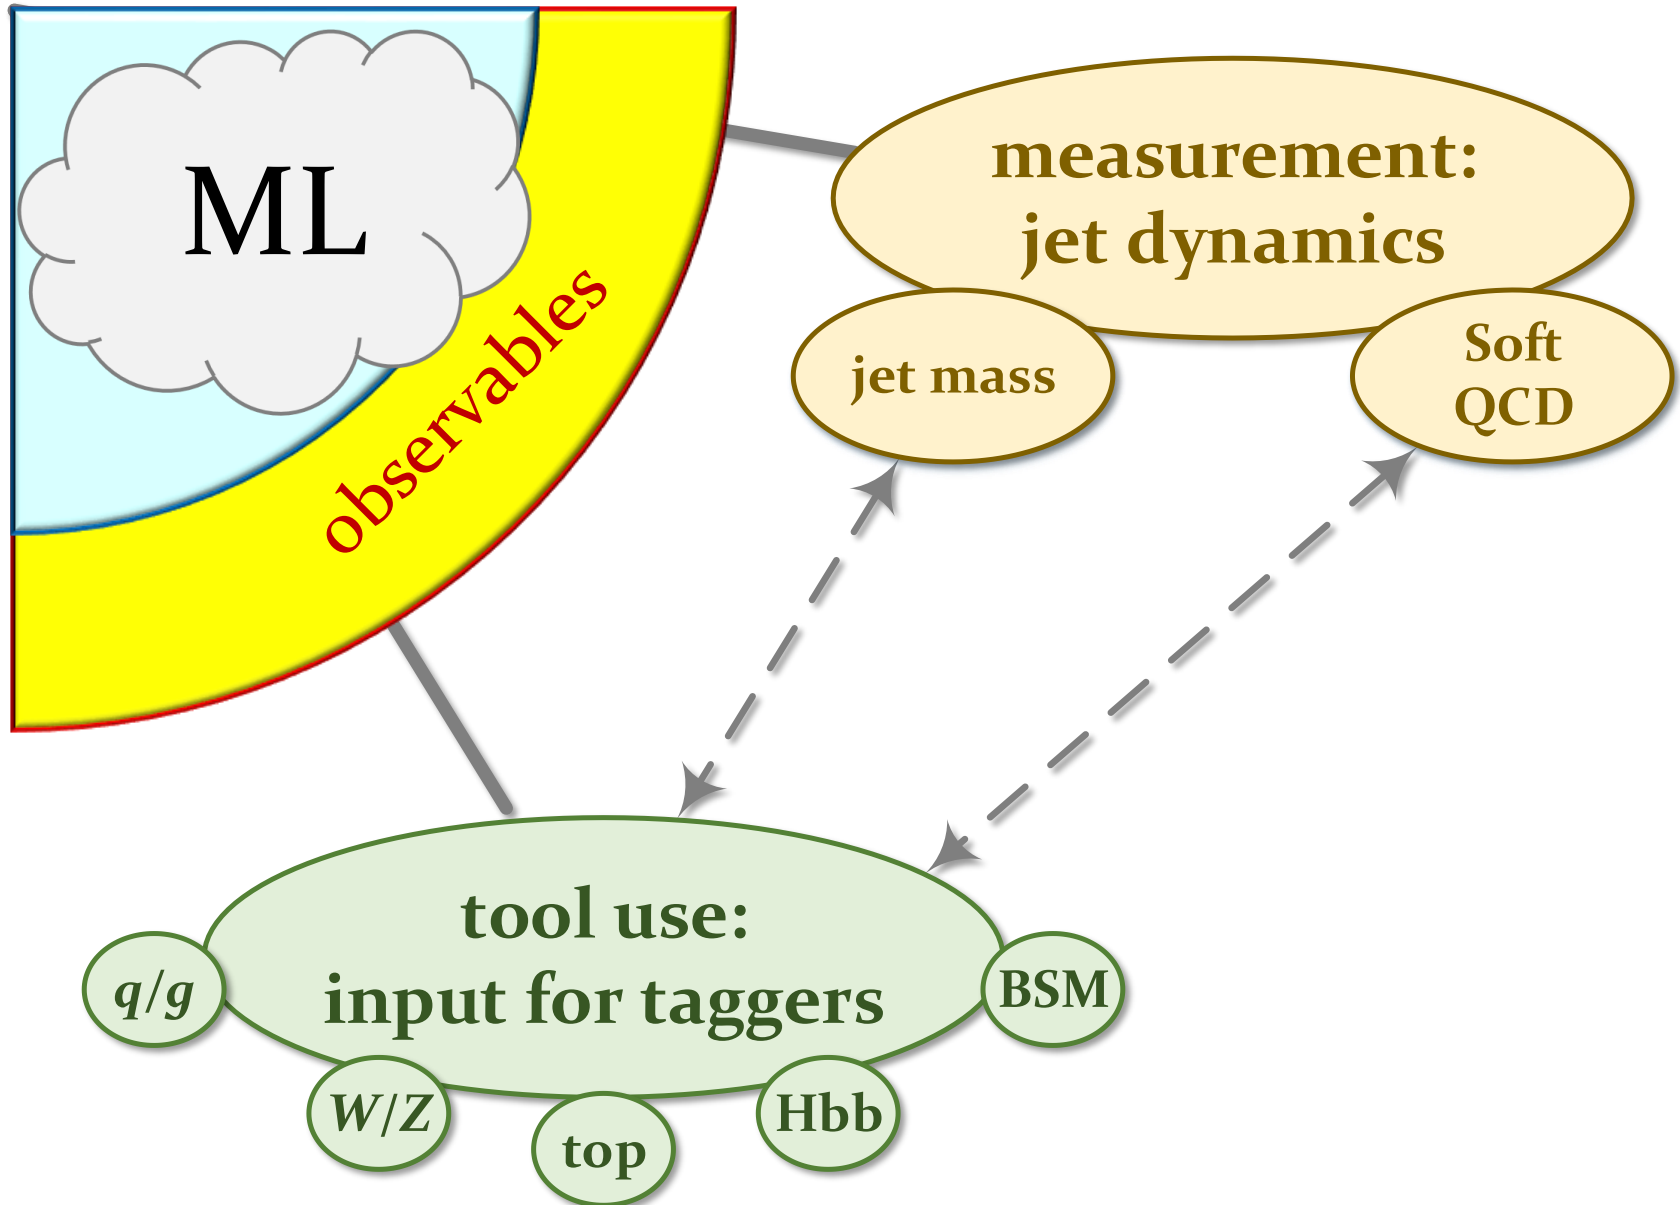 ML
observables
measurement:
jet dynamics
jet mass
Soft
QCD
tool use:
input for taggers
q/g
W/Z
top
Hbb
BSM